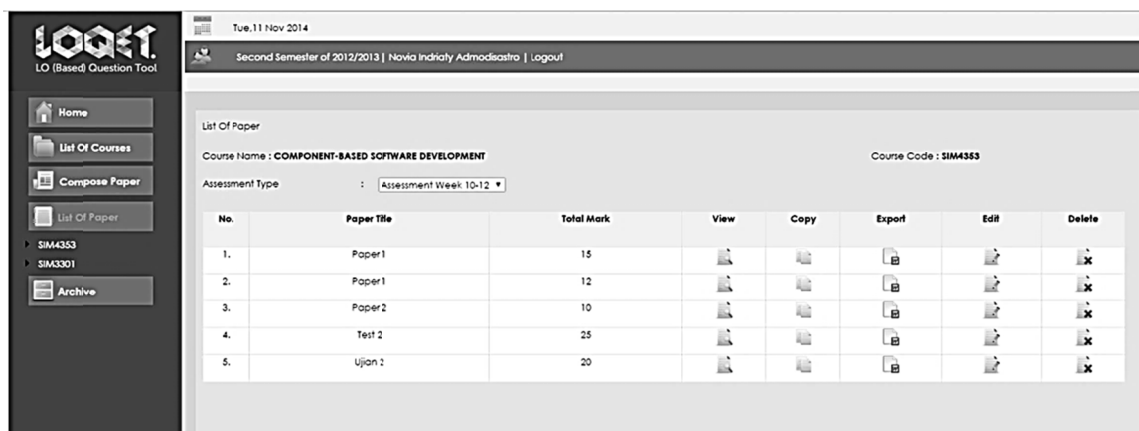 LOQET.
LO (Based) Question Tool
Home
List Of Courses
Compose Paper
List Of Paper
SIM4353
SIM3301
Archive
Tue,11 Nov 2014
Second Semester of 2012/2013 | Novia Indriaty Admodisastro | Logout
List Of Paper
Course Name : COMPONENT-BASED SOFTWARE DEVELOPMENT Course Code : SIM4353
Assessment Type : Assessment Week 10-12
No. Paper Title Total Mark View Copy Export Edit Delete
1. Paper1 15
2. Paper1 12
3. Paper2 10
4. Test 2 25
5. Ujian 2 20